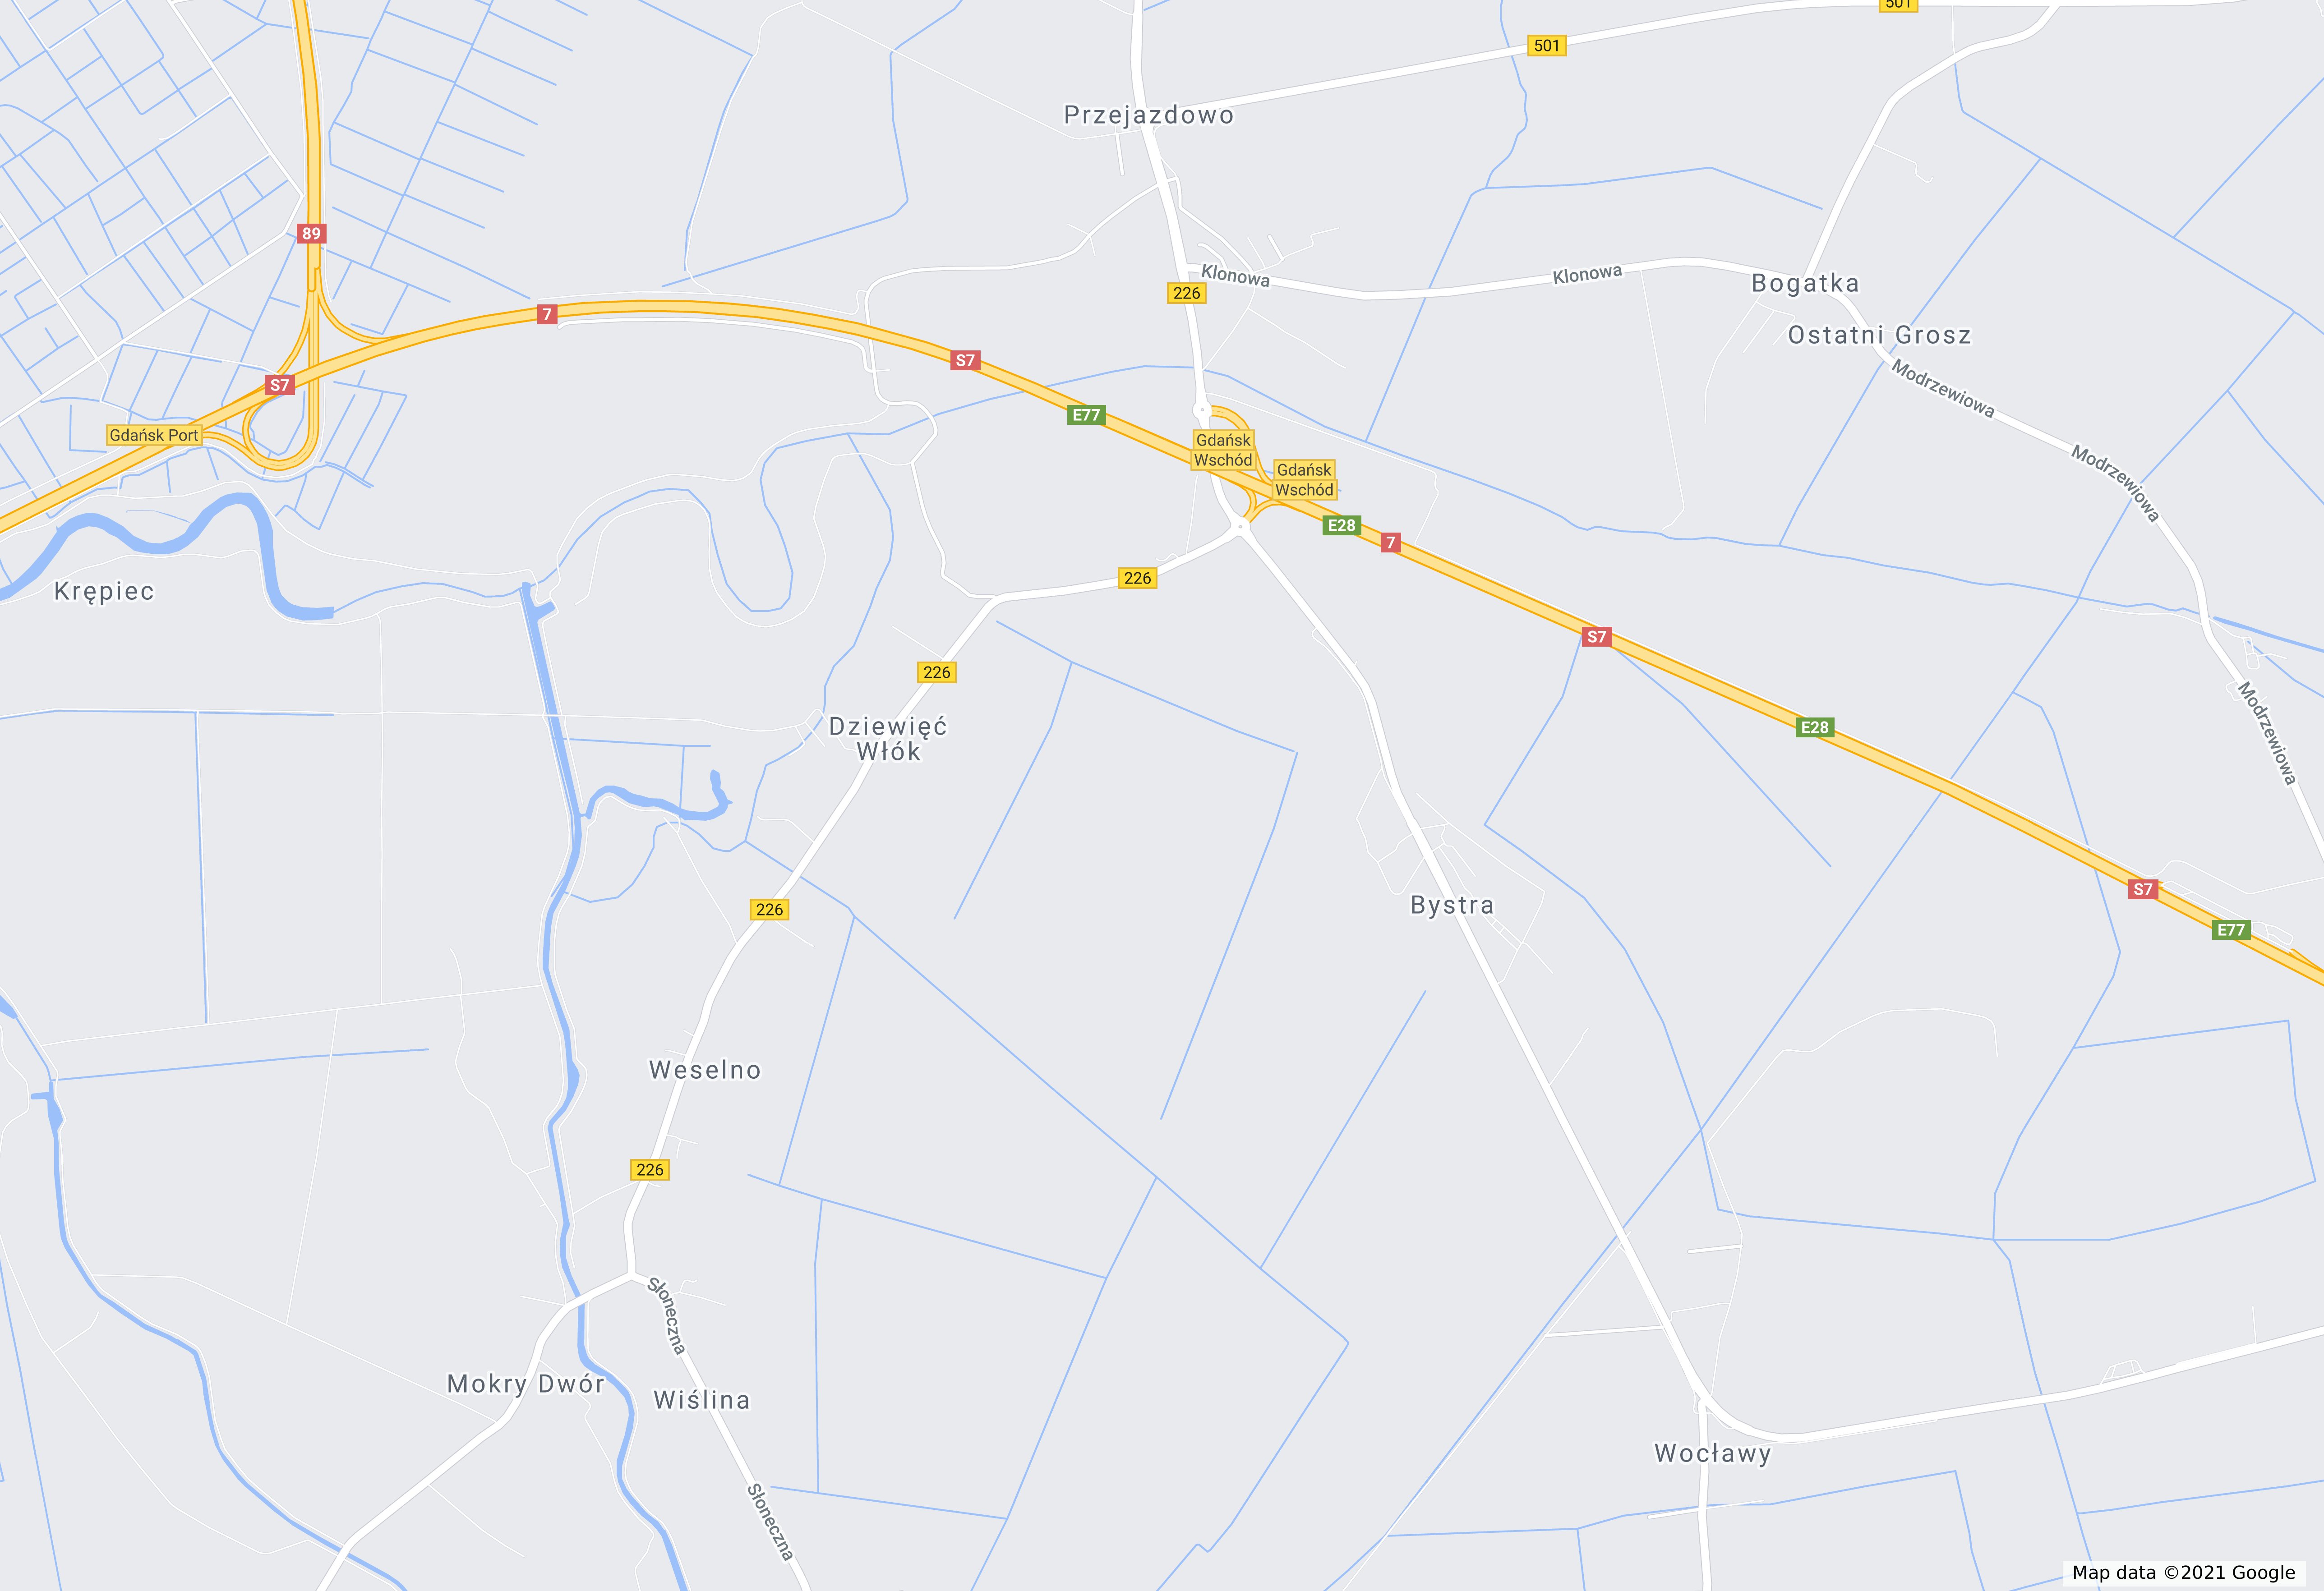 501
501
Przejazdowo
89
Klonowa
Klonowa
Bogatka
226
7
Ostatni Grosz
S7
S7
Modrzewiowa
E77
Gdańsk Port
Gdańsk
Wschód
Gdańsk
Wschód
Modrzewiowa
E28
7
226
Krępiec
S7
226
Dziewięć
Włók
E28
Modrzewiowa
S7
Bystra
226
E77
Weselno
226
Słoneczna
Mokry Dwór
Wiślina
Wocławy
Słoneczna
Map data ©2021 Google